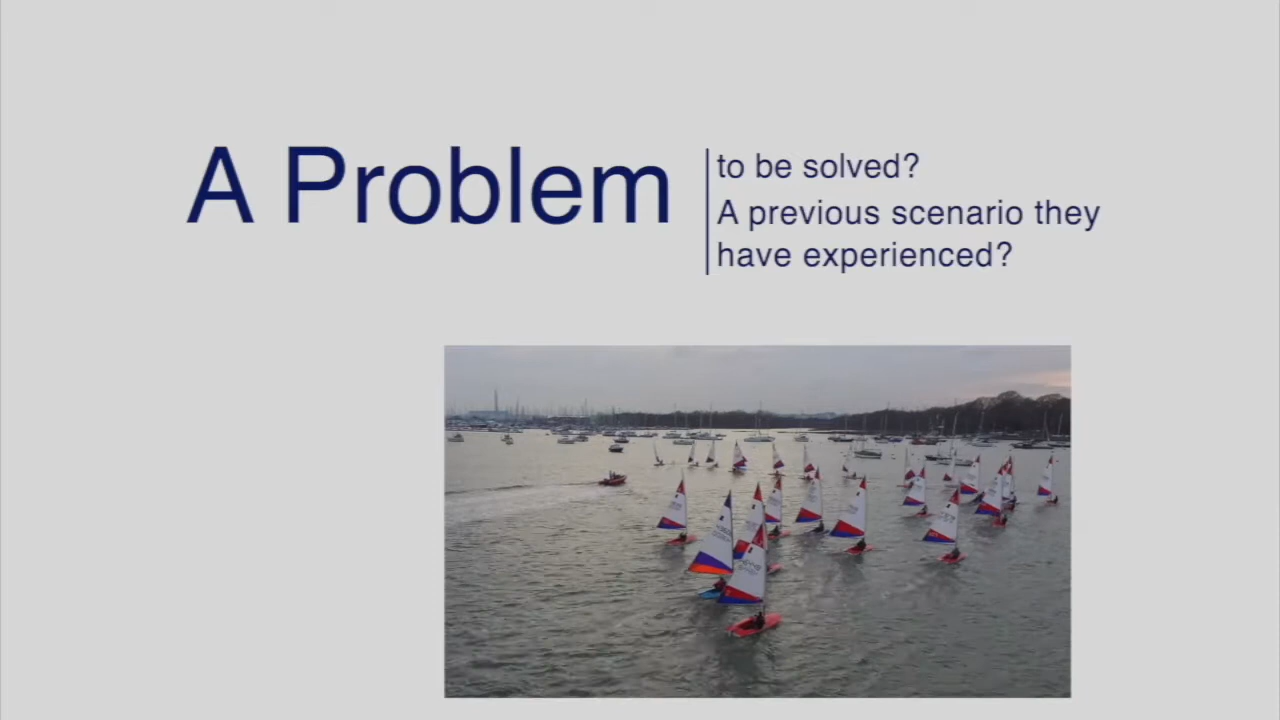 A Problem
to be solved?
A previous scenario they
have experienced?